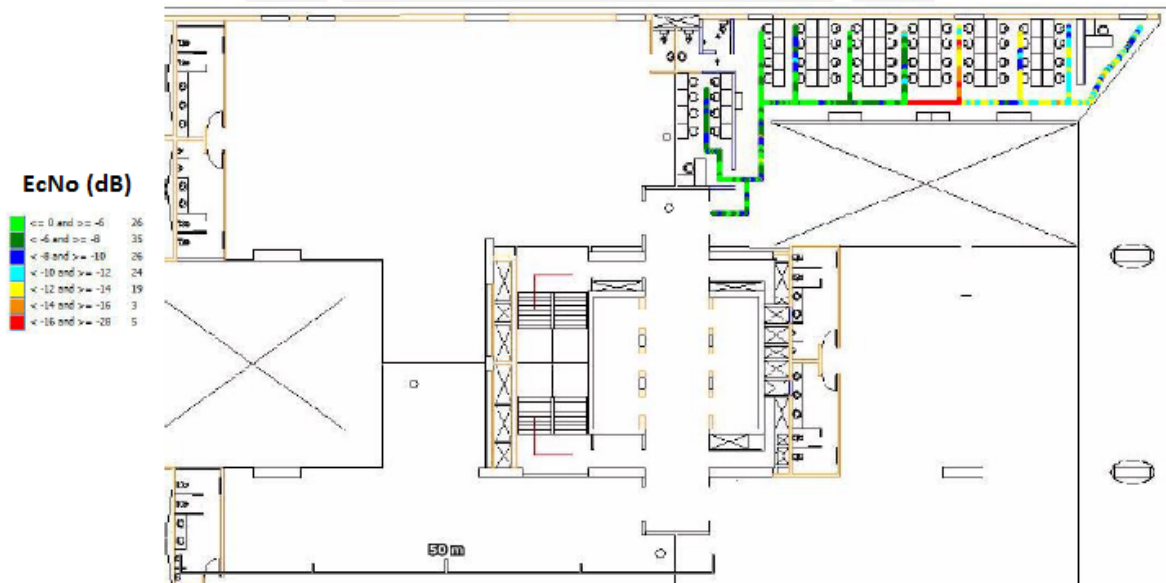 EcNo (dB)
<= 0 and >= -6 26
< -6 and >= -8 35
< -8 and >= -10 26
< -10 and >= -12 24
< -12 and >= -14 19
< -14 and >= -16 3
< -16 and >= -28 5
50 m